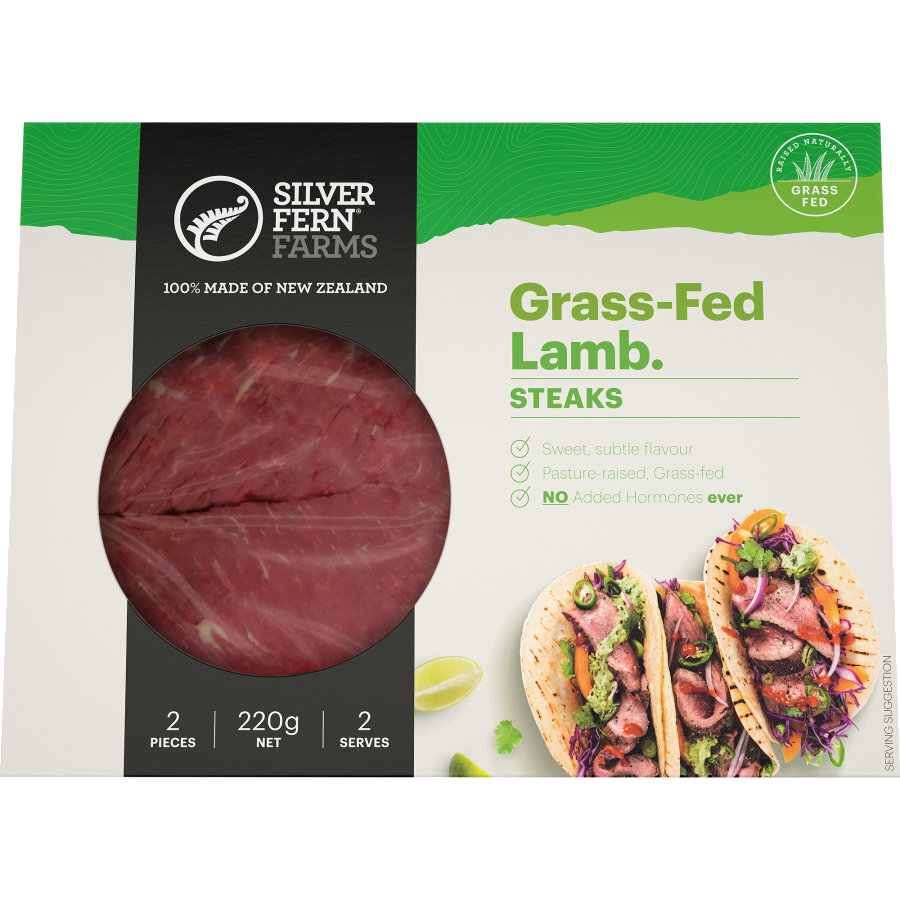 RAISED NATURALLY
GRASS
FED
SILVER
FERN®
FARMS
100% MADE OF NEW ZEALAND
Grass-Fed
Lamb.
STEAKS
Sweet, subtle flavour
Pasture-raised, Grass-fed
NO Added Hormones ever
2
PIECES
220g
NET
2
SERVES
SERVING SUGGESTION